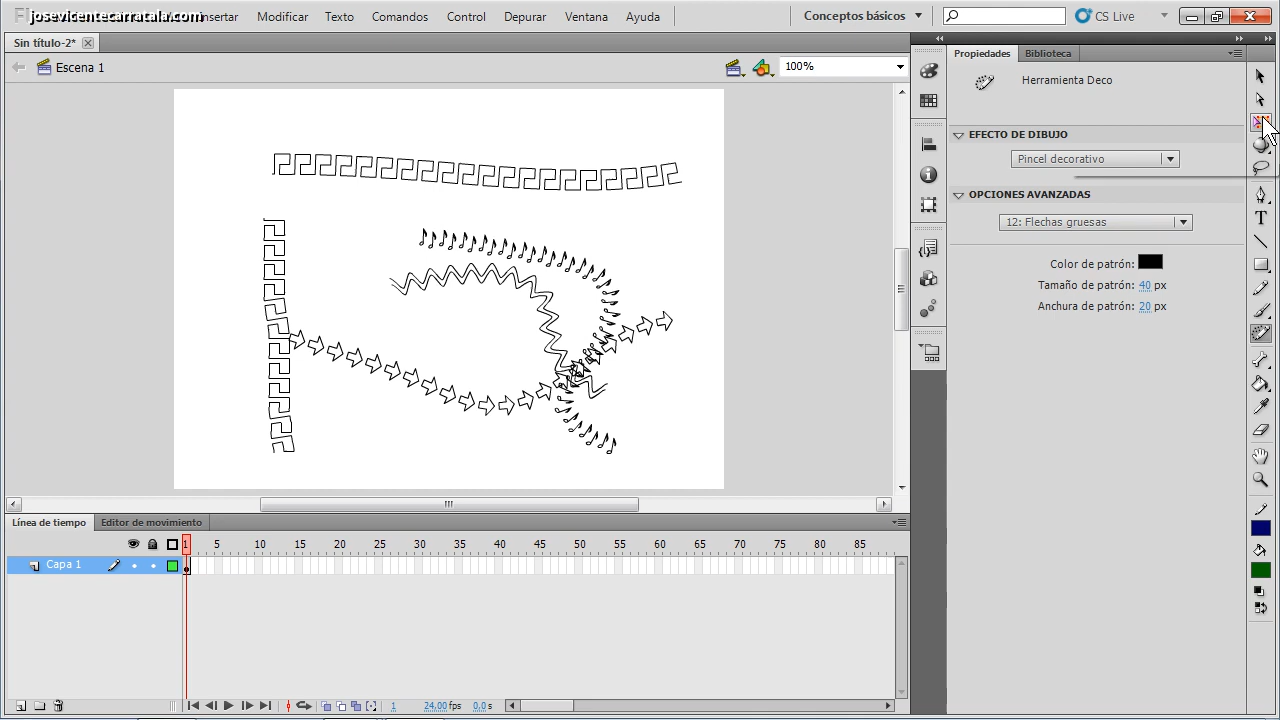 josevicentecarratala.com
Insertar Modificar Texto Comandos Control Depurar Ventana Ayuda Conceptos básicos CS Live
Sin título-2*
Escena 1 100%
Propiedades Biblioteca
Herramienta Deco
EFECTO DE DIBUJO
Pincel decorativo
OPCIONES AVANZADAS
12: Flechas gruesas
Color de patrón:
Tamaño de patrón: 40 px
Anchura de patrón: 20 px
T
Línea de tiempo Editor de movimiento
1 5 10 15 20 25 30 35 40 45 50 55 60 65 70 75 80 85
Capa 1
1 24,00 fps 0,0 s